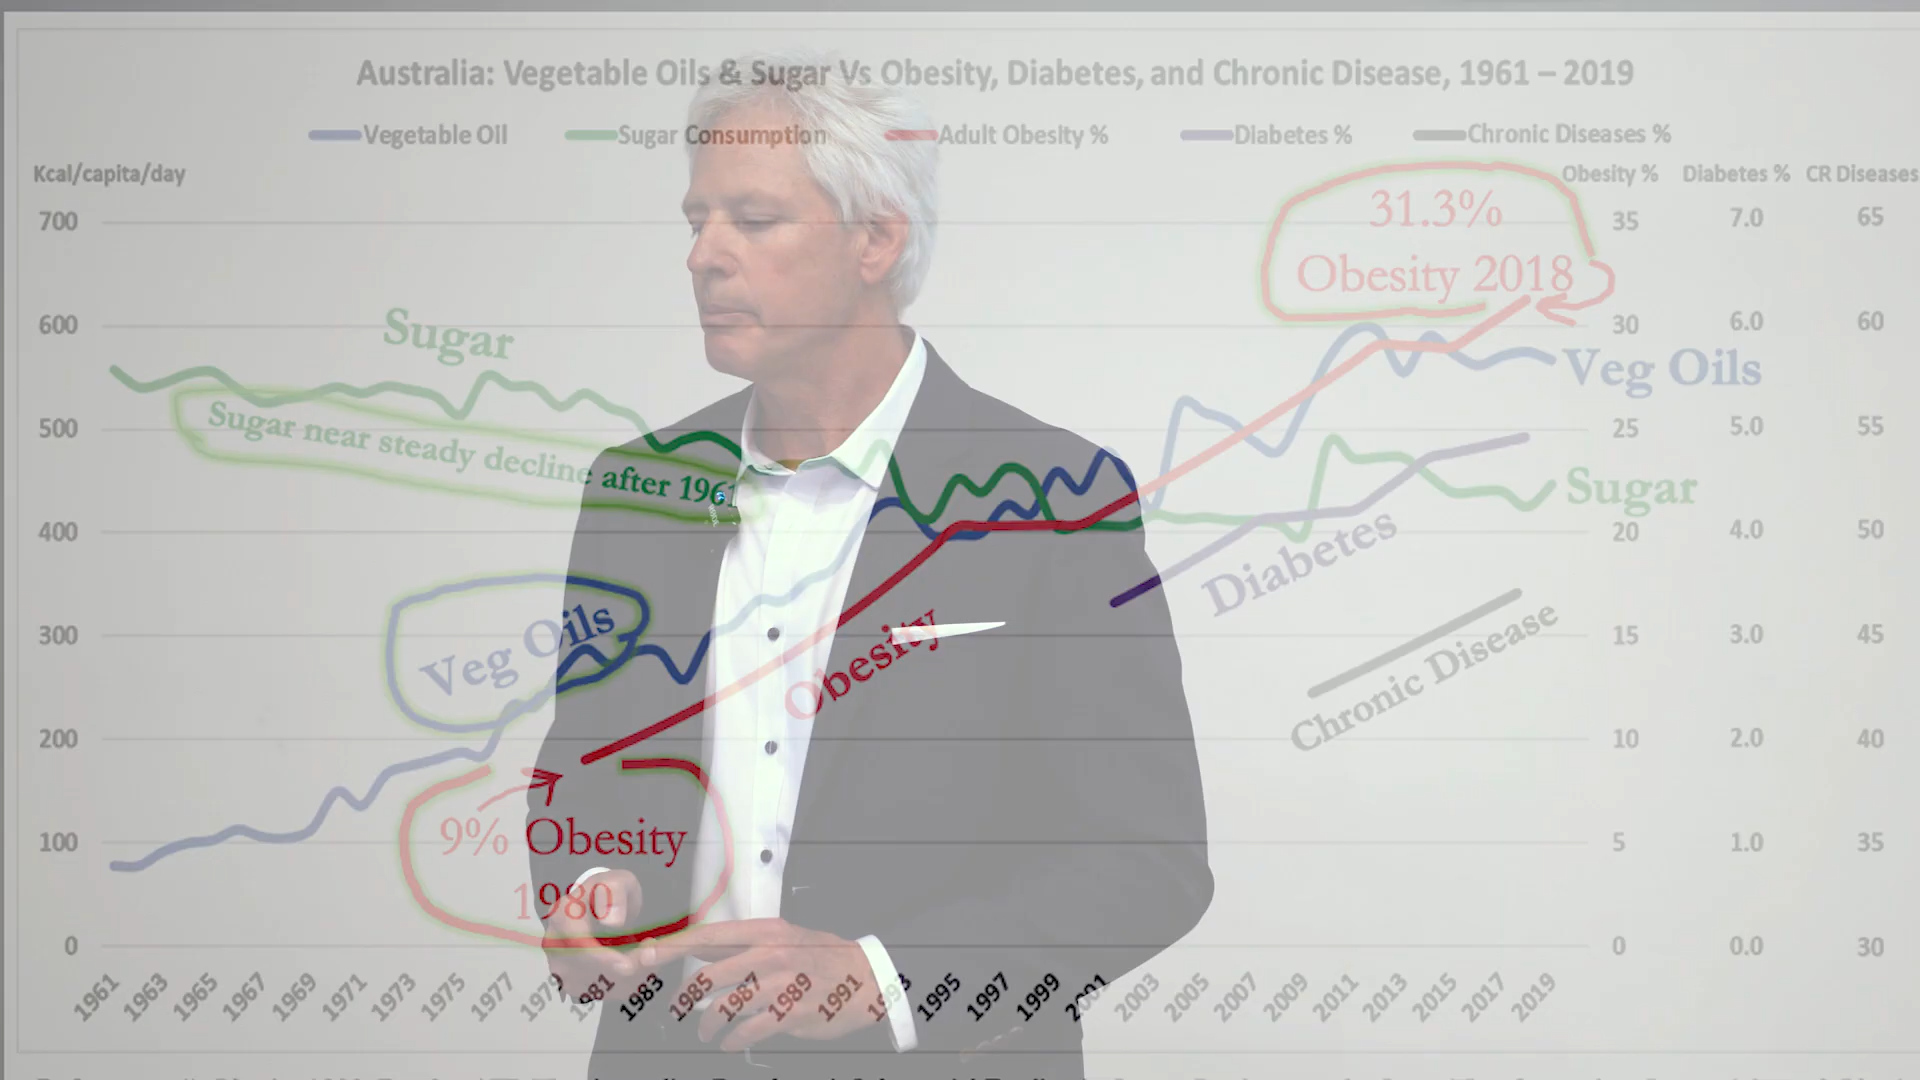 Australia: Vegetable Oils & Sugar Vs Obesity, Diabetes, and Chronic Disease, 1961 – 2019
Vegetable Oil Sugar Consumption Adult Obesity % Diabetes % Chronic Diseases %
Kcal/capita/day
Obesity % Diabetes % CR Diseases
31.3%
Obesity 2018
700 35 7.0 65
600 30 6.0 60
Sugar
Veg Oils
Sugar near steady decline after 1961
500 25 5.0 55
Sugar
400 20 4.0 50
Diabetes
Veg Oils
300 15 3.0 45
Obesity
Chronic Disease
200 10 2.0 40
9% Obesity
1980
100 5 1.0 35
0 0 0.0 30
1961 1963 1965 1967 1969 1971 1973 1975 1977 1979 1981 1983 1985 1987 1989 1991 1993 1995 1997 1999 2001 2003 2005 2007 2009 2011 2013 2015 2017 2019